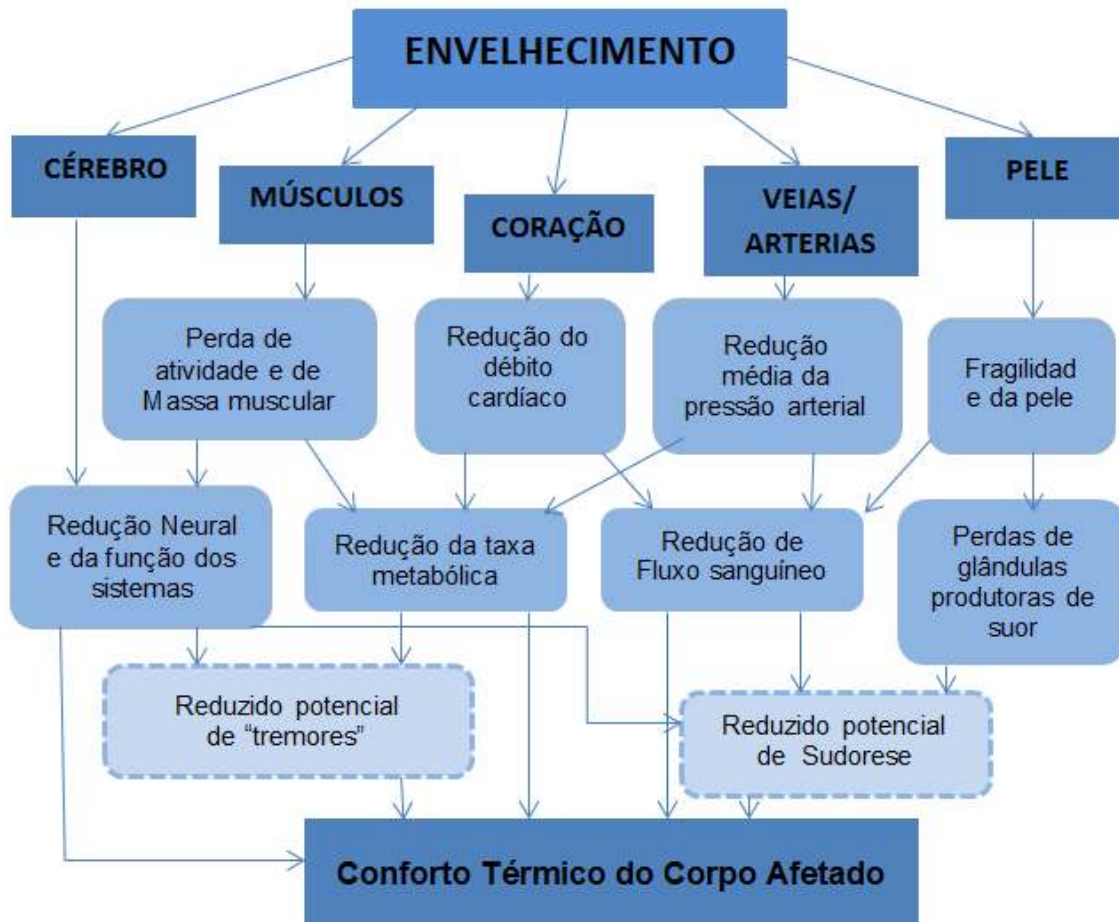 ENVELHECIMENTO
CÉREBRO
MÚSCULOS
CORAÇÃO
VEIAS/
ARTERIAS
PELE
Perda de
atividade e de
Massa muscular
Redução do
débito
cardíaco
Redução
média da
pressão arterial
Fragilidad
e da pele
Redução Neural
e da função dos
sistemas
Redução da taxa
metabólica
Redução de
Fluxo sanguíneo
Perdas de
glândulas
produtoras de
suor
Reduzido potencial
de “tremores”
Reduzido potencial
de Sudorese
Conforto Térmico do Corpo Afetado